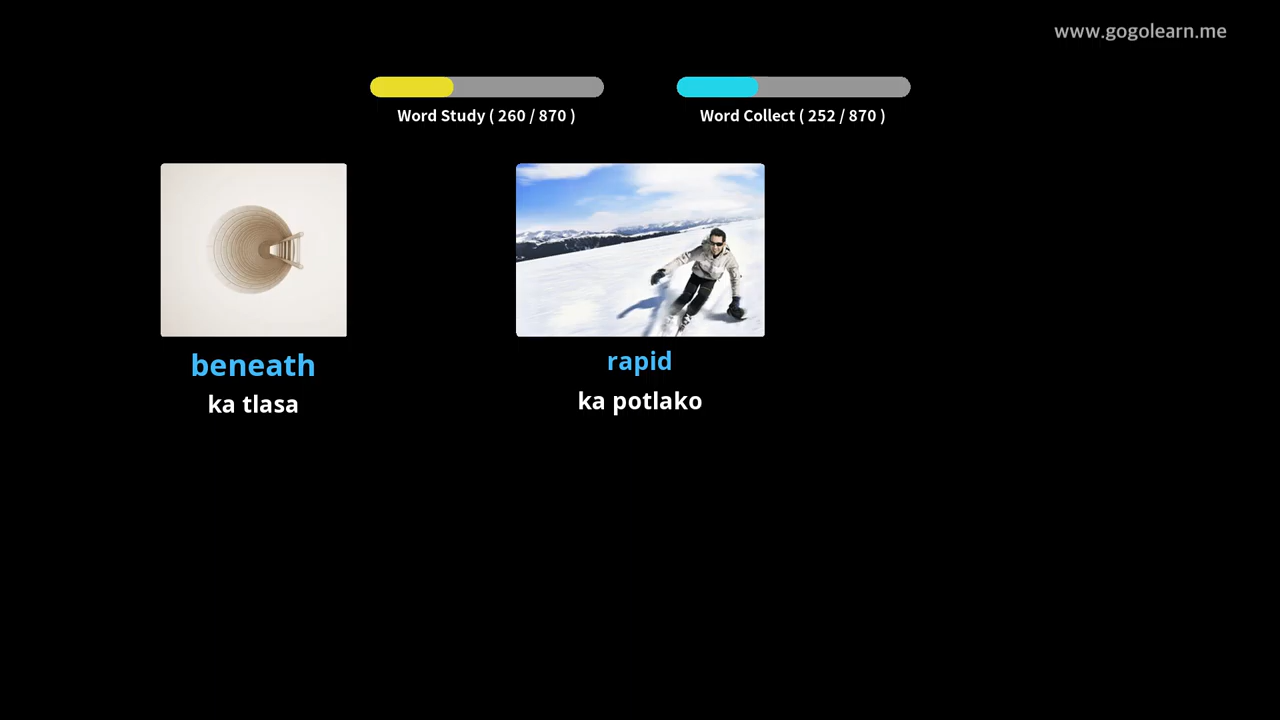 www.gogolearn.me
Word Study ( 260 / 870 )
Word Collect ( 252 / 870 )
beneath
ka tlasa
rapid
ka potlako